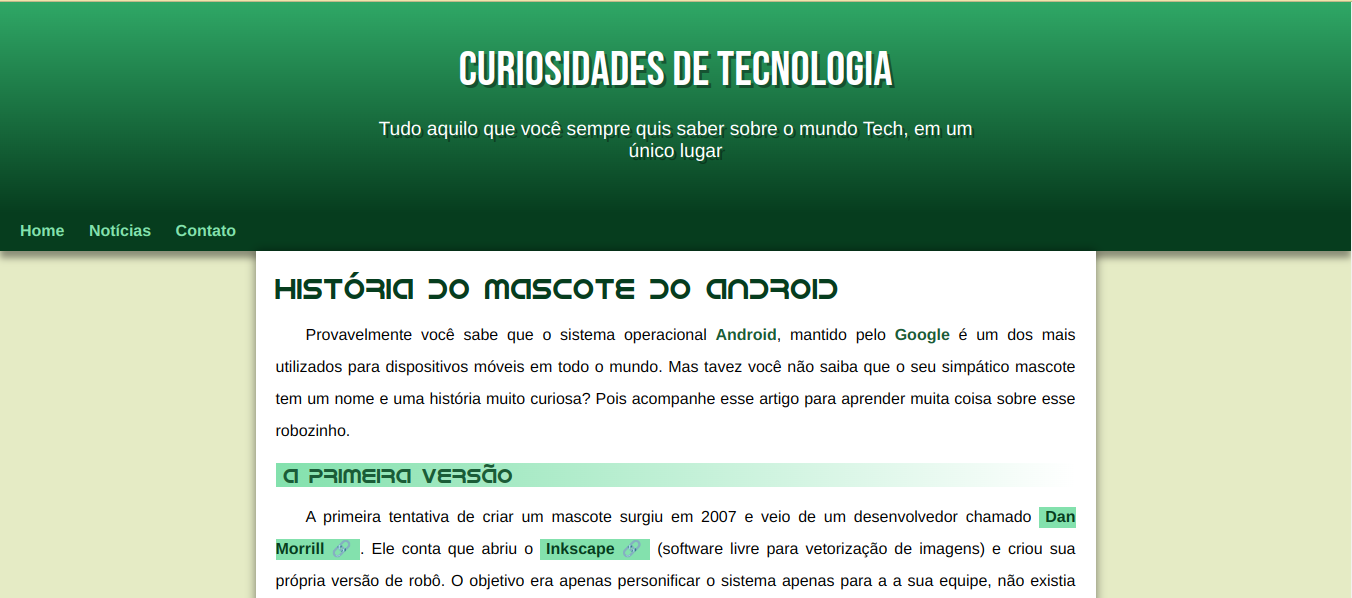 CURIOSIDADES DE TECNOLOGIA
Tudo aquilo que você sempre quis saber sobre o mundo Tech, em um
único lugar
Home Notícias Contato
HISTÓRIA DO MASCOTE DO ANDROID
Provavelmente você sabe que o sistema operacional Android, mantido pelo Google é um dos mais
utilizados para dispositivos móveis em todo o mundo. Mas tavez você não saiba que o seu simpático mascote
tem um nome e uma história muito curiosa? Pois acompanhe esse artigo para aprender muita coisa sobre esse
robozinho.
A PRIMEIRA VERSÃO
A primeira tentativa de criar um mascote surgiu em 2007 e veio de um desenvolvedor chamado Dan
Morrill 🔗 . Ele conta que abriu o Inkscape 🔗 (software livre para vetorização de imagens) e criou sua
própria versão de robô. O objetivo era apenas personificar o sistema apenas para a a sua equipe, não existia